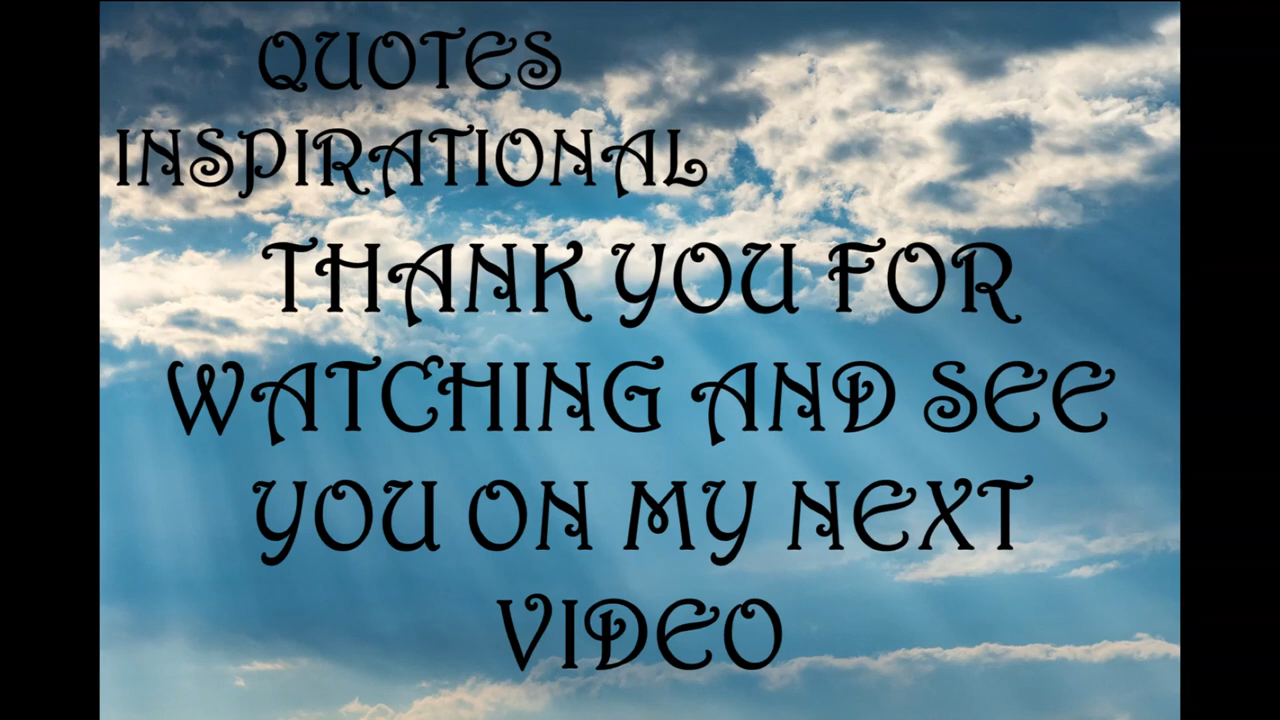 QUOTES
INSPIRATIONAL
THANK YOU FOR
WATCHING AND SEE
YOU ON MY NEXT
VIDEO